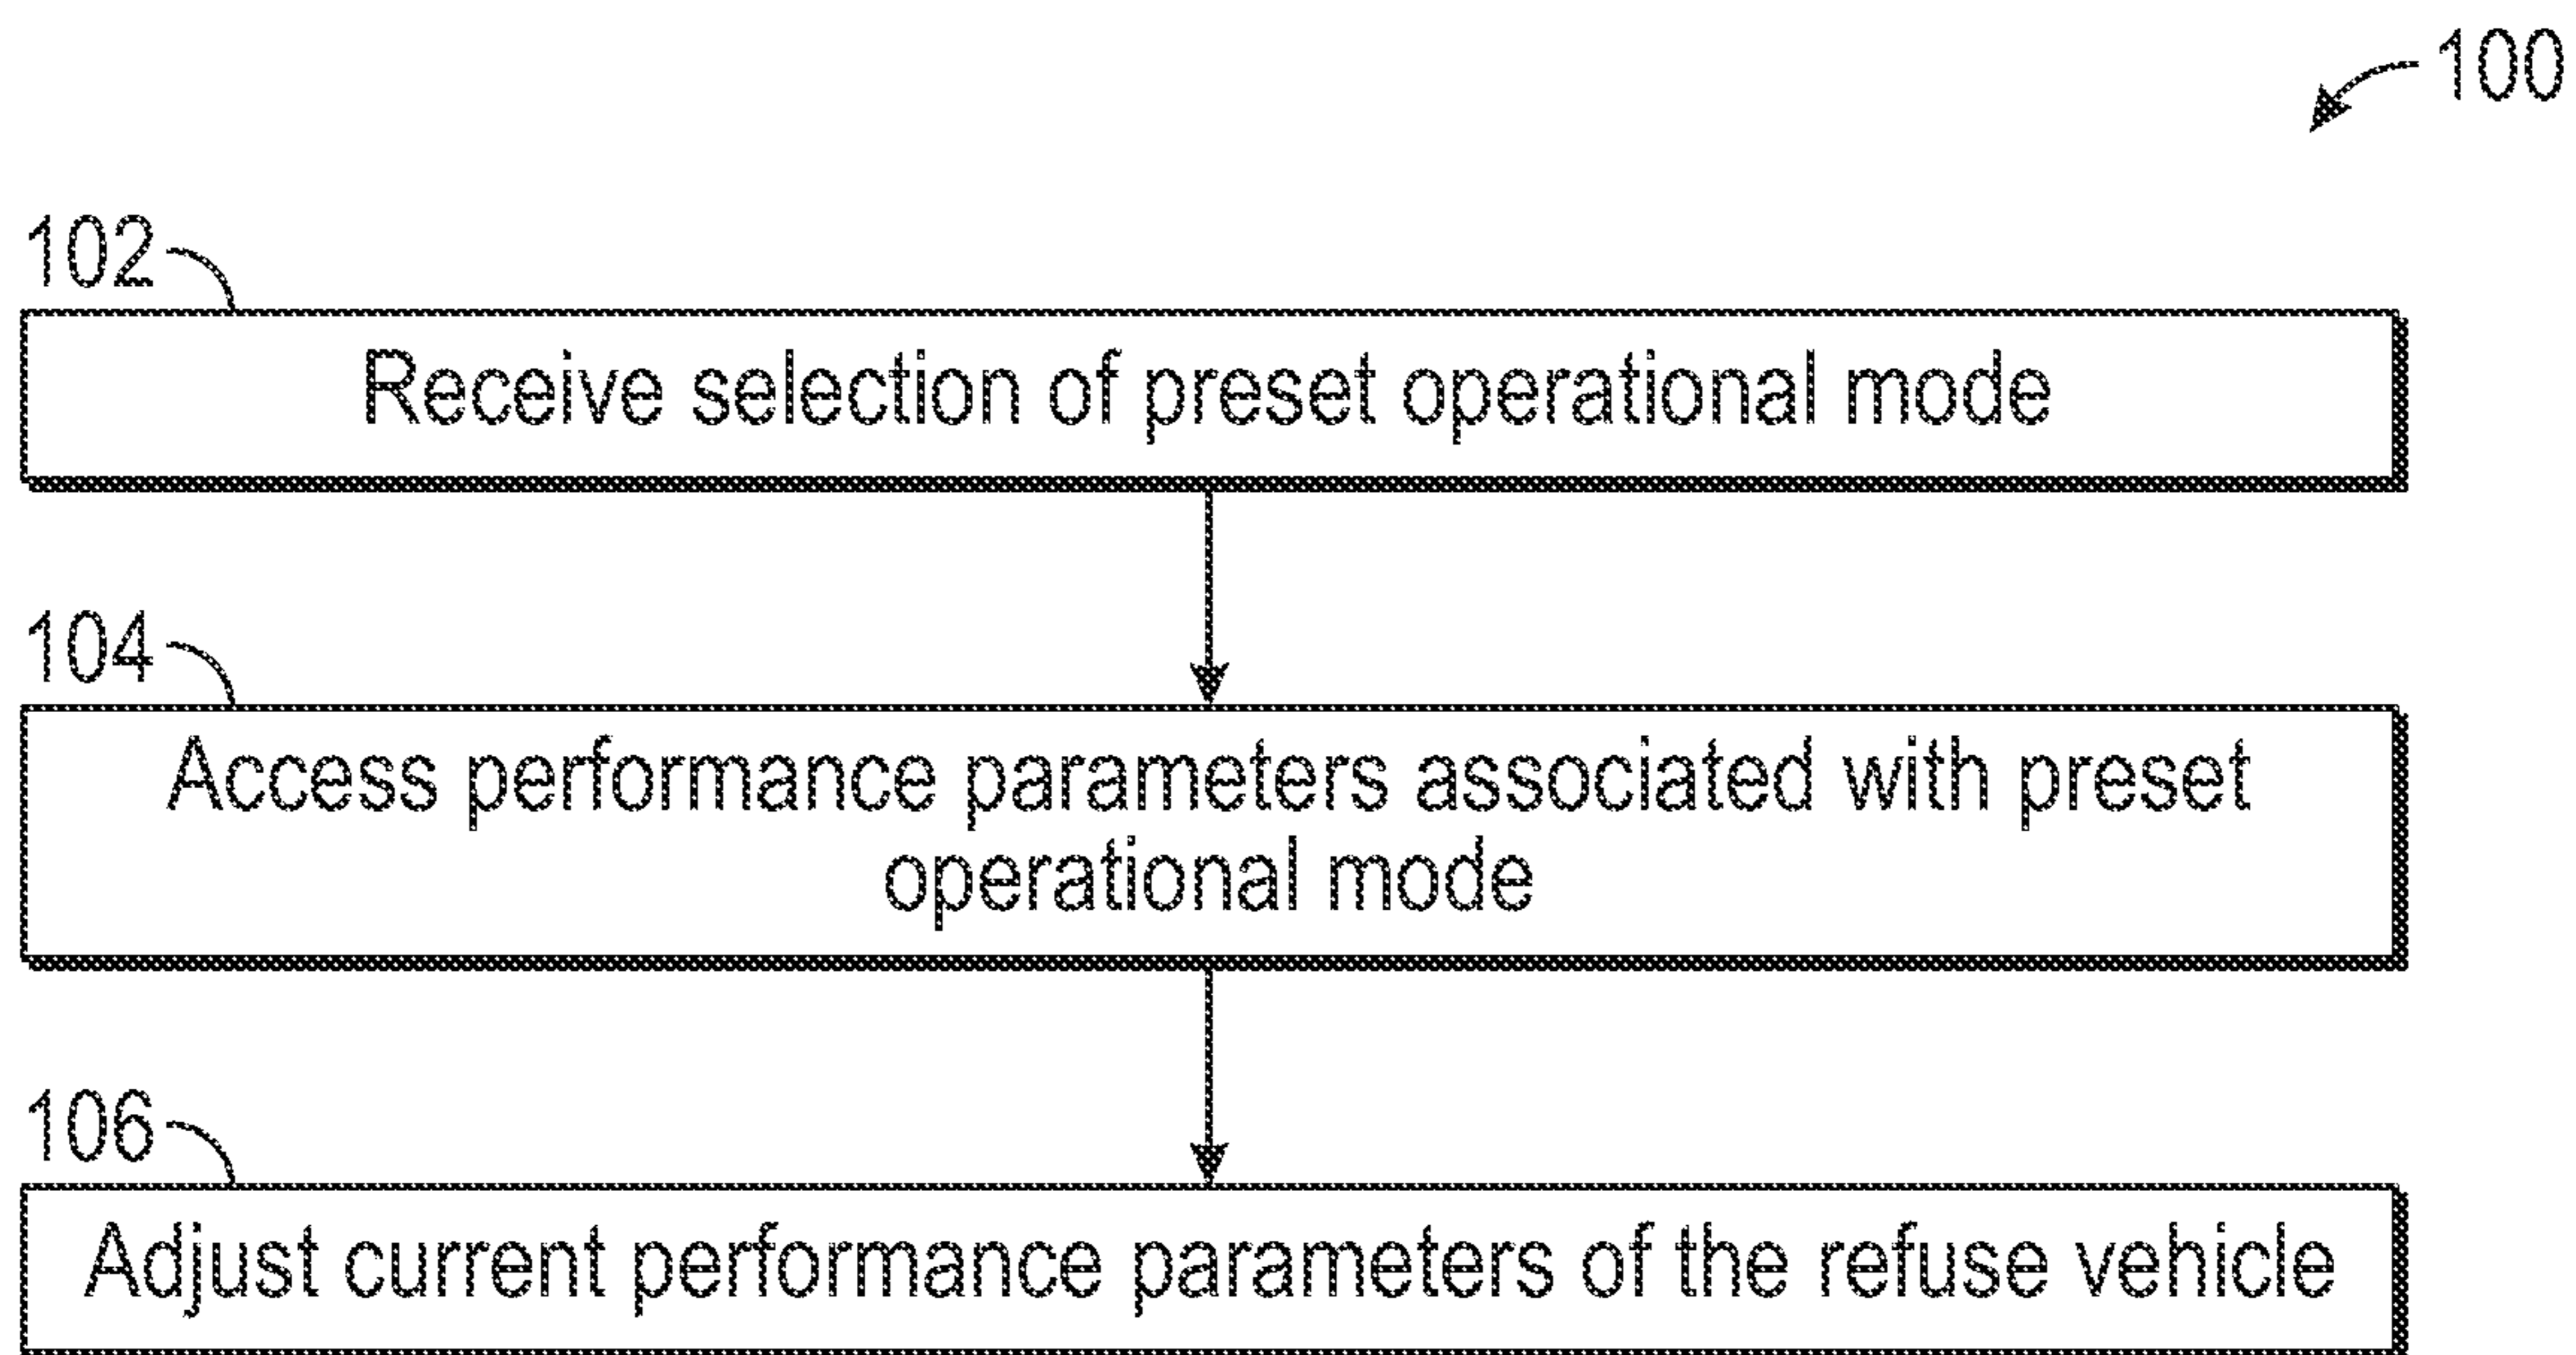 100
102
Receive selection of preset operational mode
104
Access performance parameters associated with preset
operational mode
106
Adjust current performance parameters of the refuse vehicle